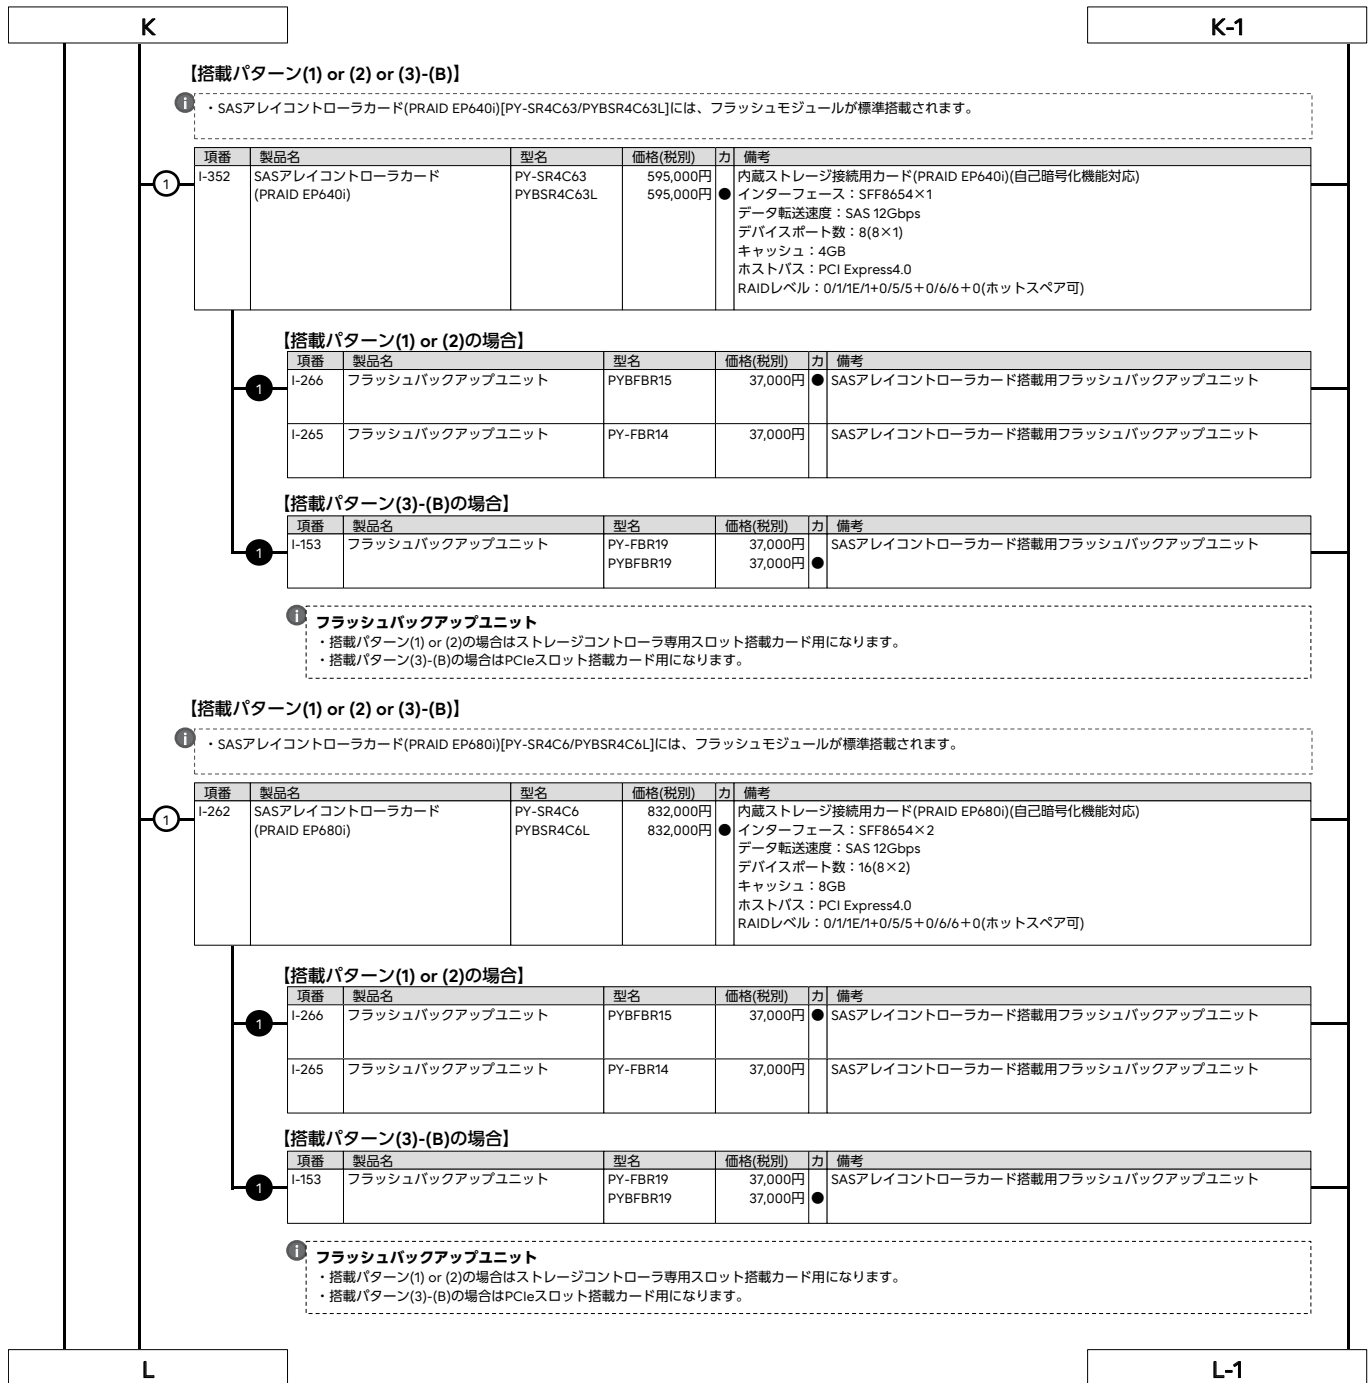 K
K-1
【搭載パターン(1) or (2) or (3)-(B)】
i
・SASアレイコントローラカード(PRAID EP640i)[PY-SR4C63/PYBSR4C63L]には、フラッシュモジュールが標準搭載されます。
項番 製品名 型名 価格(税別) カ 備考
1
I-352 SASアレイコントローラカード PY-SR4C63 595,000円 内蔵ストレージ接続用カード(PRAID EP640i)(自己暗号化機能対応)
(PRAID EP640i) PYBSR4C63L 595,000円 ● インターフェース：SFF8654×1
データ転送速度：SAS 12Gbps
デバイスポート数：8(8×1)
キャッシュ：4GB
ホストバス：PCI Express4.0
RAIDレベル：0/1/1E/1+0/5/5＋0/6/6＋0(ホットスペア可)
【搭載パターン(1) or (2)の場合】
項番 製品名 型名 価格(税別) カ 備考
1
I-266 フラッシュバックアップユニット PYBFBR15 37,000円 ● SASアレイコントローラカード搭載用フラッシュバックアップユニット
I-265 フラッシュバックアップユニット PY-FBR14 37,000円 SASアレイコントローラカード搭載用フラッシュバックアップユニット
【搭載パターン(3)-(B)の場合】
項番 製品名 型名 価格(税別) カ 備考
1
I-153 フラッシュバックアップユニット PY-FBR19 37,000円 SASアレイコントローラカード搭載用フラッシュバックアップユニット
PYBFBR19 37,000円 ●
i
フラッシュバックアップユニット
・搭載パターン(1) or (2)の場合はストレージコントローラ専用スロット搭載カード用になります。
・搭載パターン(3)-(B)の場合はPCIeスロット搭載カード用になります。
【搭載パターン(1) or (2) or (3)-(B)】
i
・SASアレイコントローラカード(PRAID EP680i)[PY-SR4C6/PYBSR4C6L]には、フラッシュモジュールが標準搭載されます。
項番 製品名 型名 価格(税別) カ 備考
1
I-262 SASアレイコントローラカード PY-SR4C6 832,000円 内蔵ストレージ接続用カード(PRAID EP680i)(自己暗号化機能対応)
(PRAID EP680i) PYBSR4C6L 832,000円 ● インターフェース：SFF8654×2
データ転送速度：SAS 12Gbps
デバイスポート数：16(8×2)
キャッシュ：8GB
ホストバス：PCI Express4.0
RAIDレベル：0/1/1E/1+0/5/5＋0/6/6＋0(ホットスペア可)
【搭載パターン(1) or (2)の場合】
項番 製品名 型名 価格(税別) カ 備考
1
I-266 フラッシュバックアップユニット PYBFBR15 37,000円 ● SASアレイコントローラカード搭載用フラッシュバックアップユニット
I-265 フラッシュバックアップユニット PY-FBR14 37,000円 SASアレイコントローラカード搭載用フラッシュバックアップユニット
【搭載パターン(3)-(B)の場合】
項番 製品名 型名 価格(税別) カ 備考
1
I-153 フラッシュバックアップユニット PY-FBR19 37,000円 SASアレイコントローラカード搭載用フラッシュバックアップユニット
PYBFBR19 37,000円 ●
i
フラッシュバックアップユニット
・搭載パターン(1) or (2)の場合はストレージコントローラ専用スロット搭載カード用になります。
・搭載パターン(3)-(B)の場合はPCIeスロット搭載カード用になります。
L
L-1